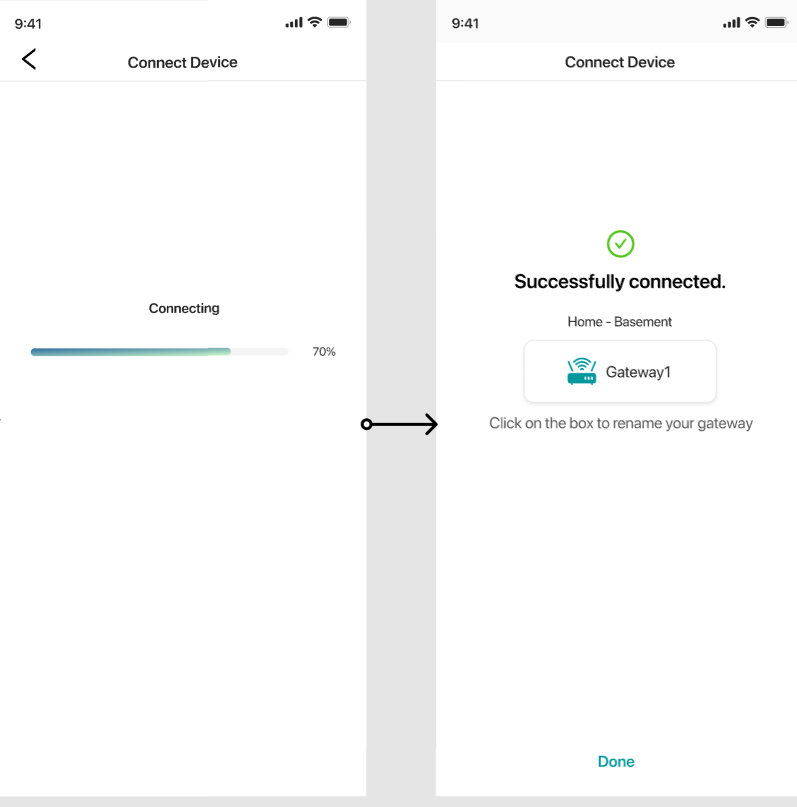 9:41
Connect Device
Connecting
70%
9:41
Connect Device
Successfully connected.
Home - Basement
Gateway1
Click on the box to rename your gateway
Done